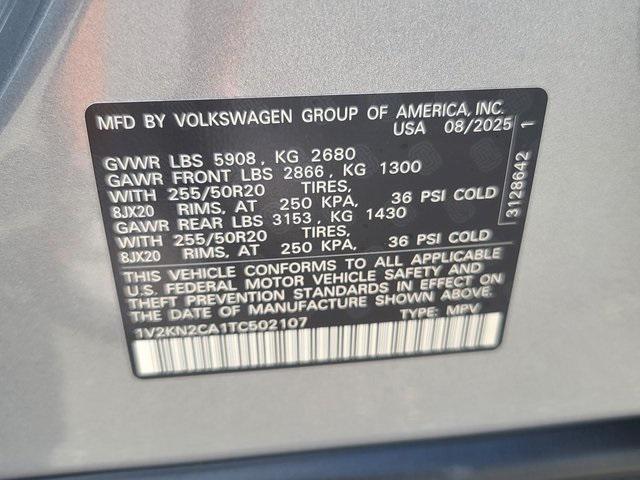 MFD BY VOLKSWAGEN GROUP OF AMERICA, INC.
USA 08/2025
GVWR LBS 5908, KG 2680
GAWR FRONT LBS 2866, KG 1300
WITH 255/50R20 TIRES,
8JX20 RIMS, AT 250 KPA, 36 PSI COLD
GAWR REAR LBS 3153, KG 1430
WITH 255/50R20 TIRES,
8JX20 RIMS, AT 250 KPA, 36 PSI COLD
THIS VEHICLE CONFORMS TO ALL APPLICABLE
U.S. FEDERAL MOTOR VEHICLE SAFETY AND
THEFT PREVENTION STANDARDS IN EFFECT ON
THE DATE OF MANUFACTURE SHOWN ABOVE.
1V2KN2CA1TC502107 TYPE: MPV
3128642 1